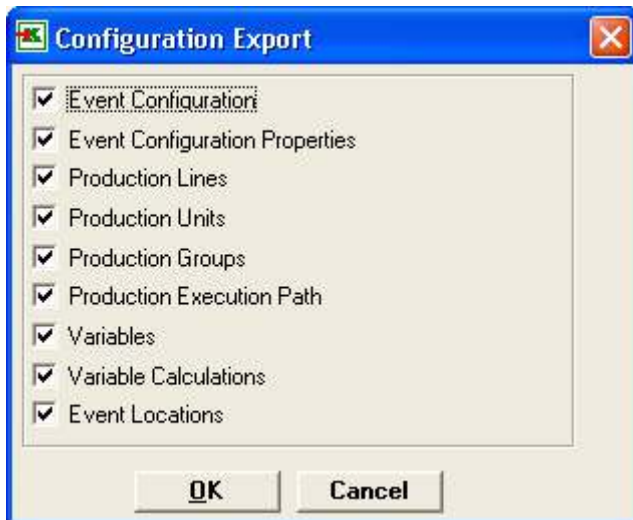 Configuration Export
Event Configuration
Event Configuration Properties
Production Lines
Production Units
Production Groups
Production Execution Path
Variables
Variable Calculations
Event Locations
OK Cancel